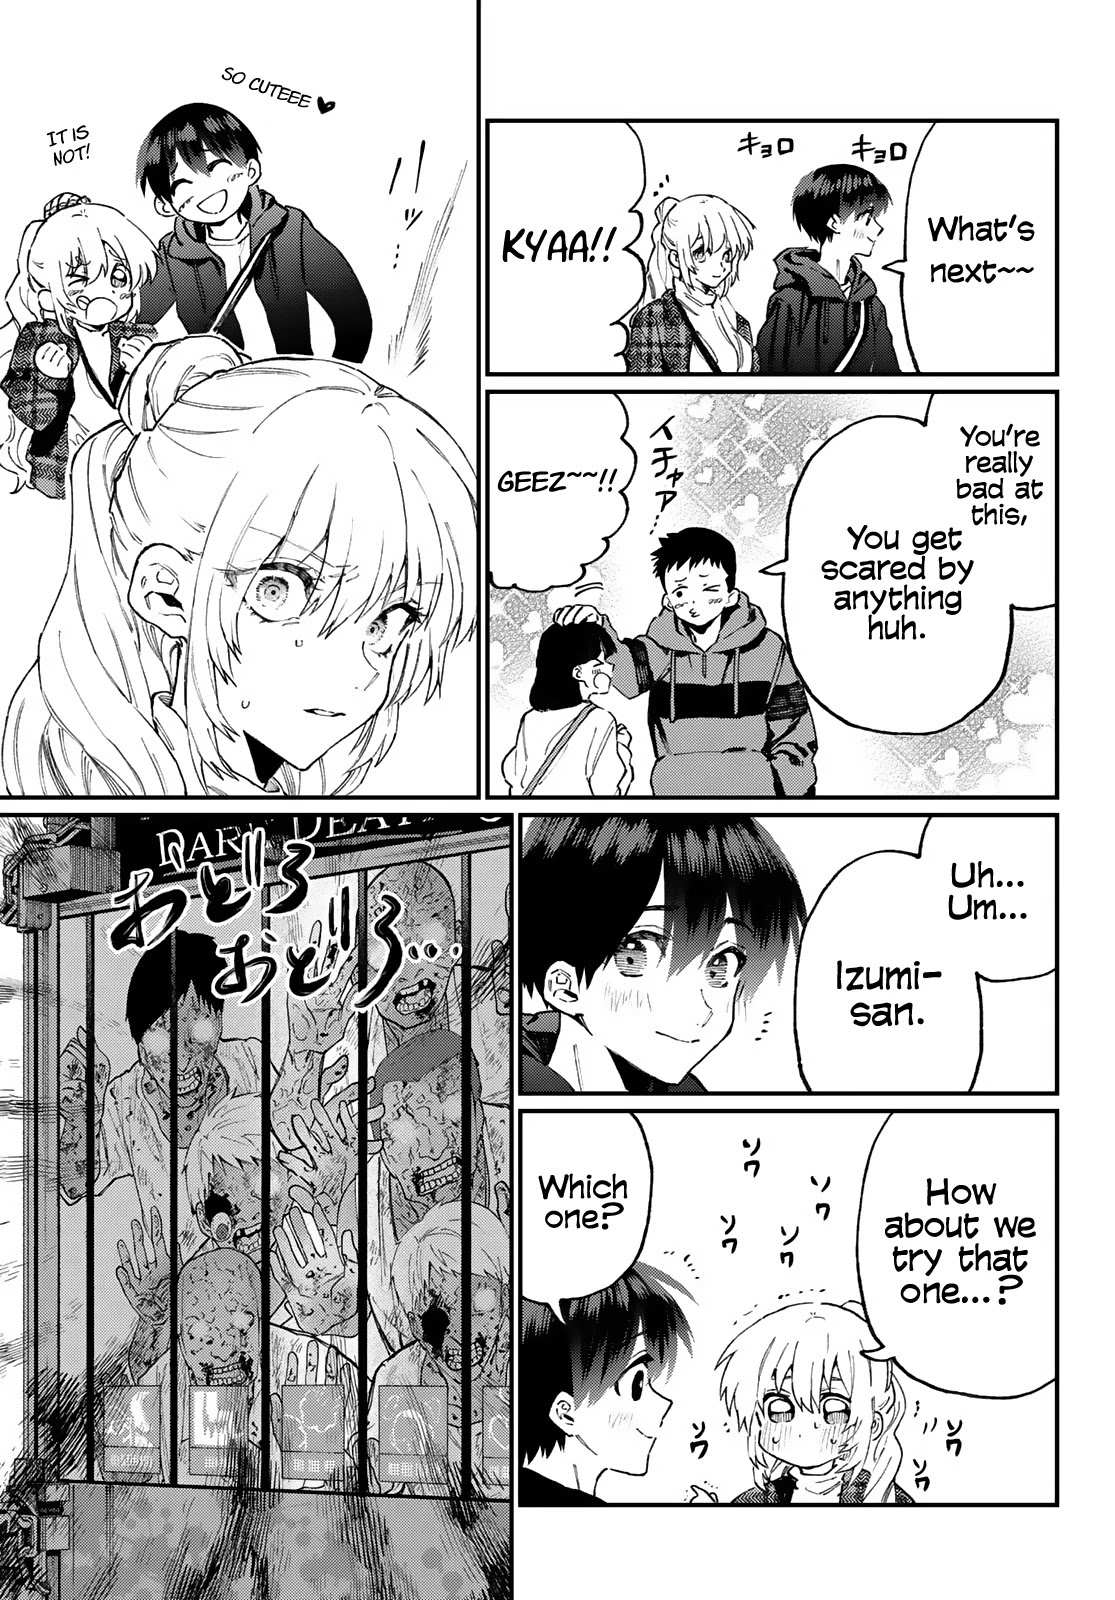 What's
next~~
キョロ
キョロ
KYAA!!
You're
really
bad at
this,
You get
scared by
anything
huh.
イチャァ…
GEEZ~~!!
SO CUTEEE ♥
IT IS
NOT!
Uh...
Um...
Izumi-
san.
How
about we
try that
one...?
ソワ
ソワ
ソワ
ソワ
ソワ
ソワ
ソワ
Which
one?
DARK DEATH
おどろ
おどろ…